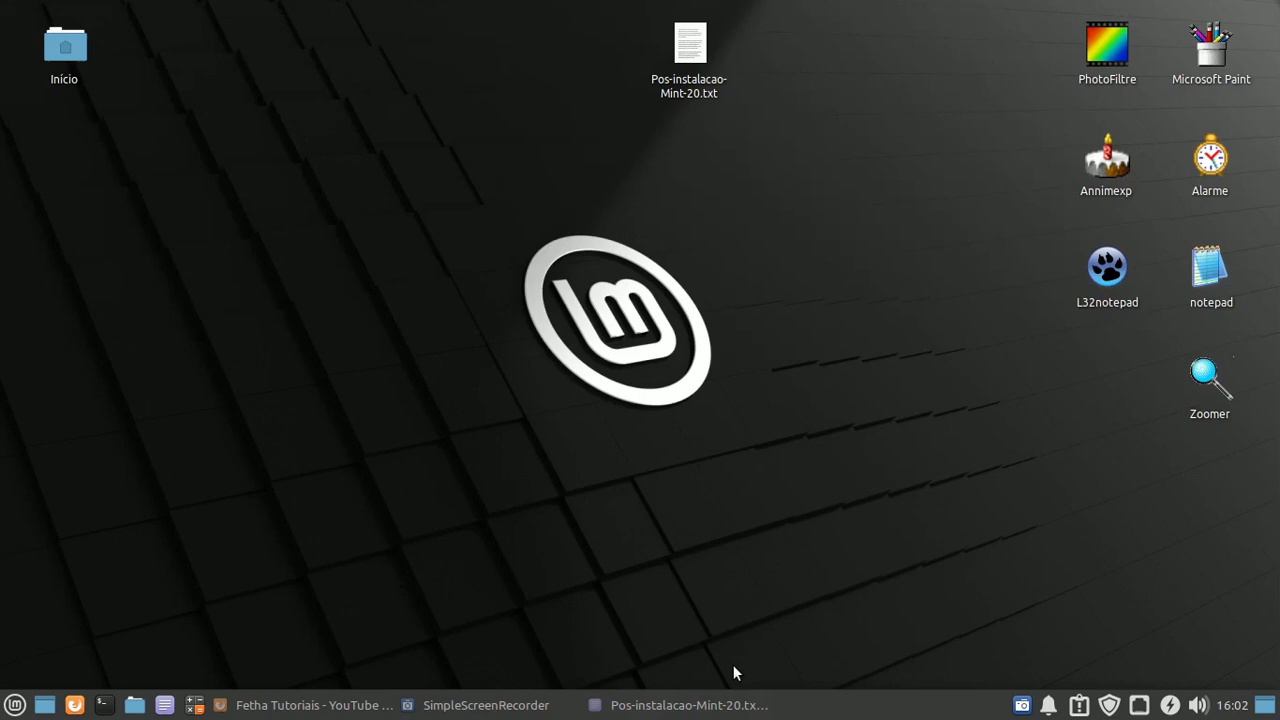 Início
Pos-instalacao-
Mint-20.txt
PhotoFiltre
Microsoft Paint
Annimexp
Alarme
L32notepad
notepad
Zoomer
lm
Fetha Tutoriais - YouTube ...
SimpleScreenRecorder
Pos-instalacao-Mint-20.tx...
16:02